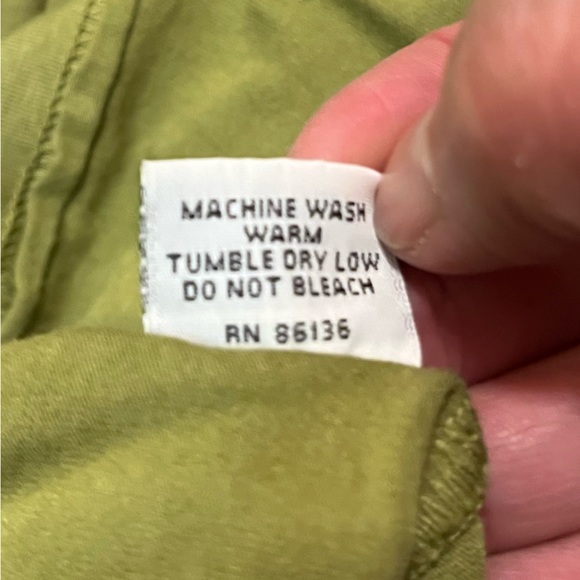 MACHINE WASH
WARM
TUMBLE DRY LOW
DO NOT BLEACH
RN 86136